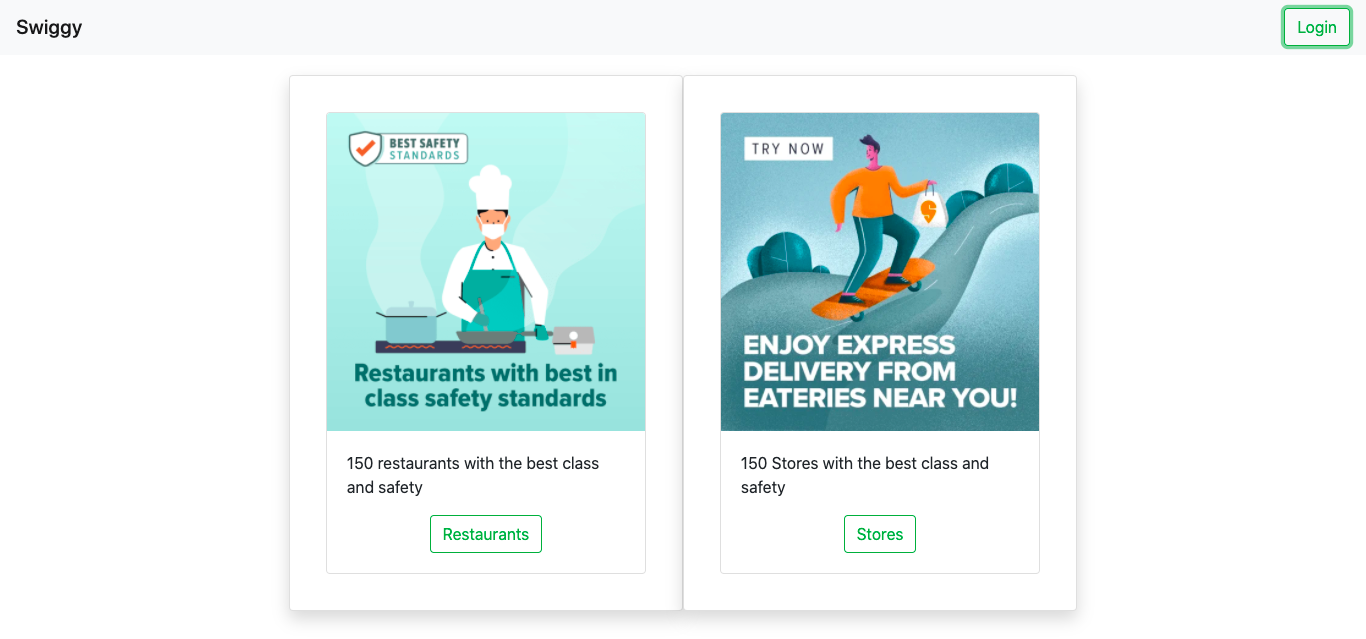 Swiggy
Login
BEST SAFETY
STANDARDS
Restaurants with best in
class safety standards
150 restaurants with the best class
and safety
Restaurants
TRY NOW
ENJOY EXPRESS
DELIVERY FROM
EATERIES NEAR YOU!
150 Stores with the best class and
safety
Stores